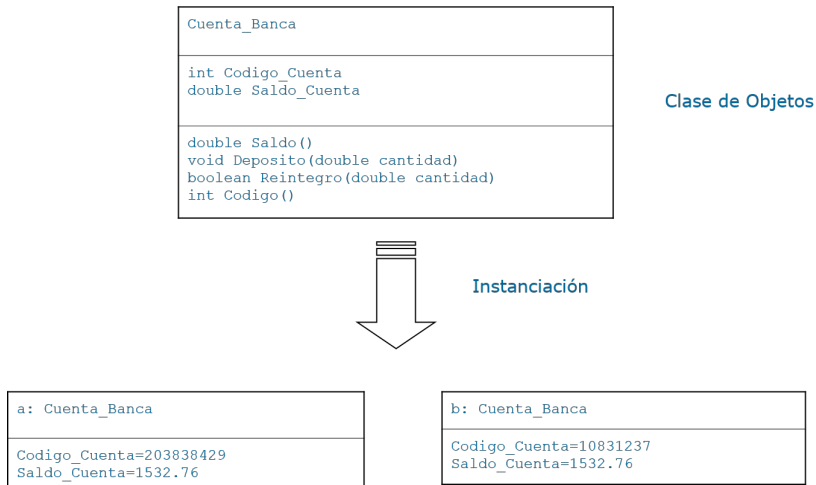 Cuenta_Banca
int Codigo_Cuenta
double Saldo_Cuenta
Clase de Objetos
double Saldo()
void Deposito(double cantidad)
boolean Reintegro(double cantidad)
int Codigo()
Instanciación
a: Cuenta_Banca
Codigo_Cuenta=203838429
Saldo_Cuenta=1532.76
b: Cuenta_Banca
Codigo_Cuenta=10831237
Saldo_Cuenta=1532.76